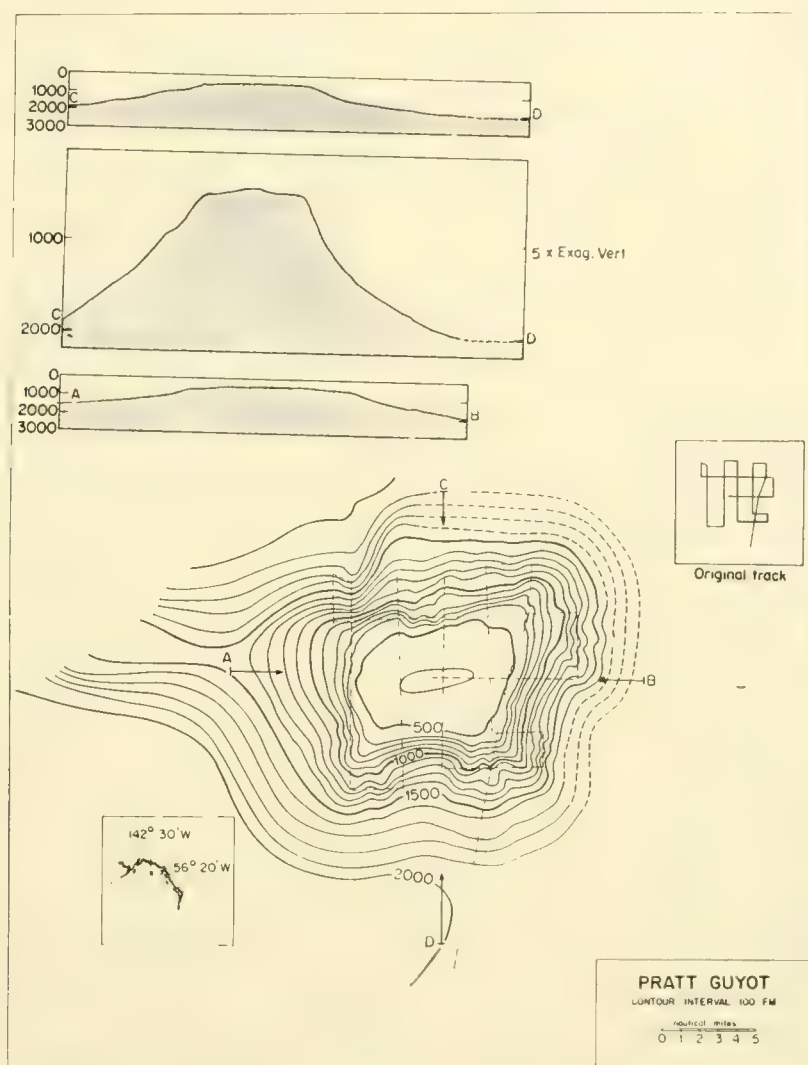 0
1000
C
2000
D
3000
1000
5 x Exag. Vert
C
2000
D
0
A
1000
2000
B
3000
C
Original track
A
B
500
1000
1500
142° 30'W
56° 20'W
2000
D
PRATT GUYOT
CONTOUR INTERVAL 100 FM
nautical miles
0 1 2 3 4 5